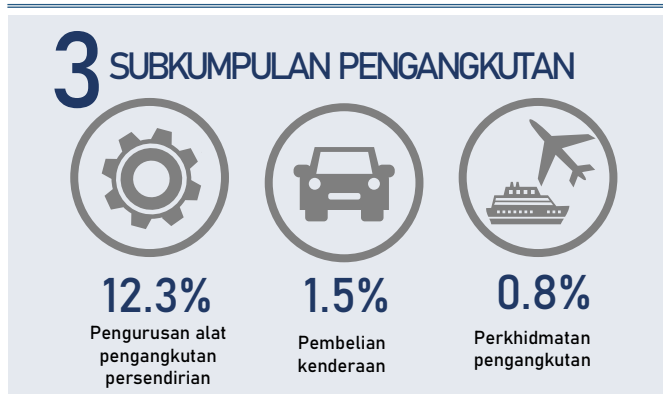 3 SUBKUMPULAN PENGANGKUTAN
12.3%
Pengurusan alat
pengangkutan
persendirian
1.5%
Pembelian
kenderaan
0.8%
Perkhidmatan
pengangkutan